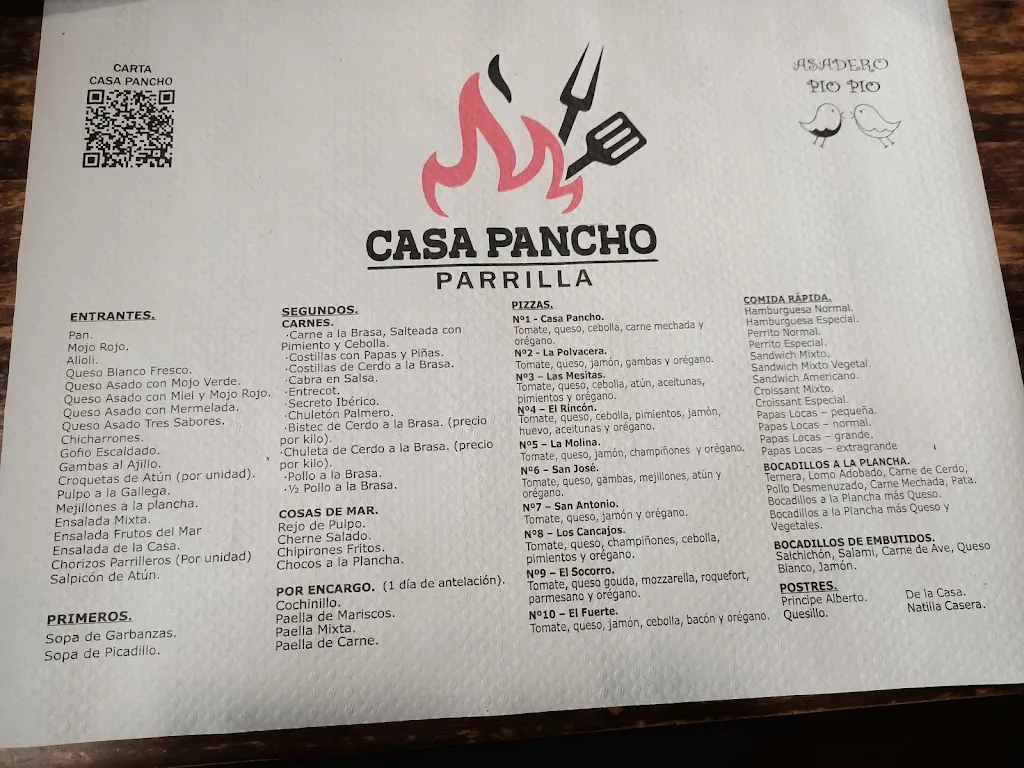 CARTA
CASA PANCHO
ASADERO
PIO PIO
CASA PANCHO
PARRILLA
ENTRANTES.
Pan.
Mojo Rojo.
Alioli.
Queso Blanco Fresco.
Queso Asado con Mojo Verde.
Queso Asado con Miel y Mojo Rojo.
Queso Asado con Mermelada.
Queso Asado Tres Sabores.
Chicharrones.
Gofio Escaldado.
Gambas al Ajillo.
Croquetas de Atún (por unidad).
Pulpo a la Gallega.
Mejillones a la plancha.
Ensalada Mixta.
Ensalada Frutos del Mar
Ensalada de la Casa.
Chorizos Parrilleros (Por unidad)
Salpicón de Atún.
PRIMEROS.
Sopa de Garbanzas.
Sopa de Picadillo.
SEGUNDOS.
CARNES.
·Carne a la Brasa, Salteada con
Pimiento y Cebolla.
·Costillas con Papas y Piñas.
·Costillas de Cerdo a la Brasa.
·Cabra en Salsa.
·Entrecot.
·Secreto Ibérico.
·Chuletón Palmero.
·Bistec de Cerdo a la Brasa. (precio
por kilo).
·Chuleta de Cerdo a la Brasa. (precio
por kilo).
·Pollo a la Brasa.
·½ Pollo a la Brasa.
COSAS DE MAR.
Rejo de Pulpo.
Cherne Salado.
Chipirones Fritos.
Chocos a la Plancha.
POR ENCARGO. (1 día de antelación).
Cochinillo.
Paella de Mariscos.
Paella Mixta.
Paella de Carne.
PIZZAS.
Nº1 - Casa Pancho.
Tomate, queso, cebolla, carne mechada y
orégano.
Nº2 - La Polvacera.
Tomate, queso, jamón, gambas y orégano.
Nº3 – Las Mesitas.
Tomate, queso, cebolla, atún, aceitunas,
pimientos y orégano.
Nº4 – El Rincón.
Tomate, queso, cebolla, pimientos, jamón,
huevo, aceitunas y orégano.
Nº5 – La Molina.
Tomate, queso, jamón, champiñones y orégano.
Nº6 – San José.
Tomate, queso, gambas, mejillones, atún y
orégano.
Nº7 – San Antonio.
Tomate, queso, jamón y orégano.
Nº8 – Los Cancajos.
Tomate, queso, champiñones, cebolla,
pimientos y orégano.
Nº9 – El Socorro.
Tomate, queso gouda, mozzarella, roquefort,
parmesano y orégano.
Nº10 – El Fuerte.
Tomate, queso, jamón, cebolla, bacón y orégano.
COMIDA RÁPIDA.
Hamburguesa Normal.
Hamburguesa Especial.
Perrito Normal.
Perrito Especial.
Sandwich Mixto.
Sandwich Mixto Vegetal.
Sandwich Americano.
Croissant Mixto.
Croissant Especial.
Papas Locas – pequeña.
Papas Locas – normal.
Papas Locas – grande.
Papas Locas – extragrande
BOCADILLOS A LA PLANCHA.
Ternera, Lomo Adobado, Carne de Cerdo,
Pollo Desmenuzado, Carne Mechada, Pata.
Bocadillos a la Plancha más Queso.
Bocadillos a la Plancha más Queso y
Vegetales.
BOCADILLOS DE EMBUTIDOS.
Salchichón, Salami, Carne de Ave, Queso
Blanco, Jamón.
POSTRES.
Principe Alberto.
Quesillo.
De la Casa.
Natilla Casera.